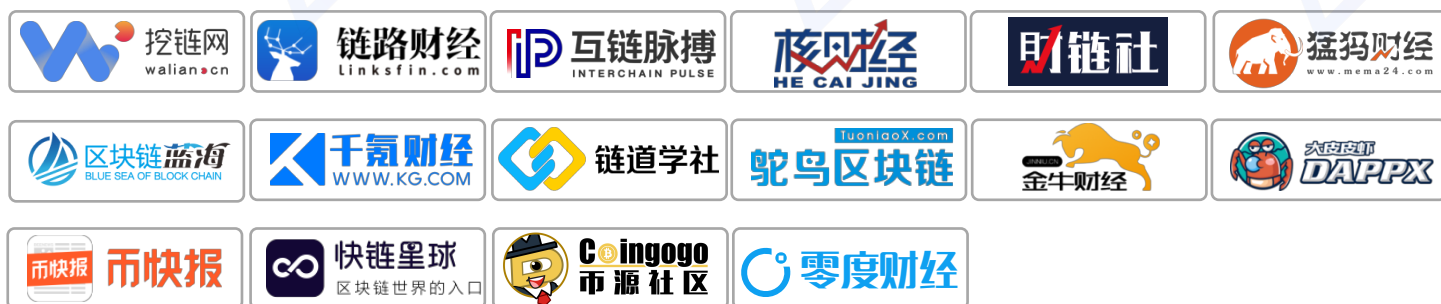 挖链网
walian.cn
链路财经
Linksfin.com
互链脉搏
INTERCHAIN PULSE
核财经
HE CAI JING
财链社
猛犸财经
www.mema24.com
区块链蓝海
BLUE SEA OF BLOCK CHAIN
千氪财经
WWW.KG.COM
链道学社
TuoniaoX.com
鸵鸟区块链
JINNIU.CN
金牛财经
大皮皮虾
DAPPX
币快报
币快报
快链星球
区块链世界的入口
Coingogo
币源社区
零度财经